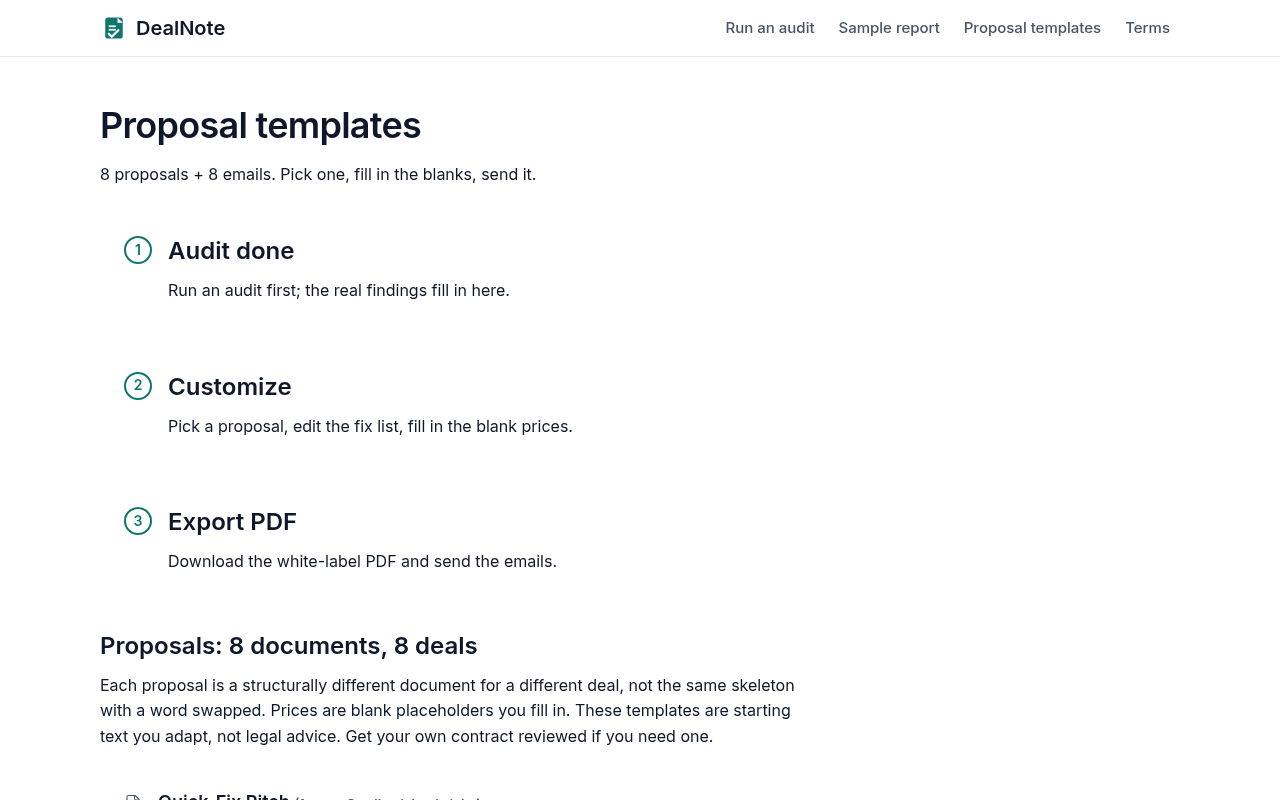 DealNote
Run an audit
Sample report
Proposal templates
Terms
Proposal templates
8 proposals + 8 emails. Pick one, fill in the blanks, send it.
1
Audit done
Run an audit first; the real findings fill in here.
2
Customize
Pick a proposal, edit the fix list, fill in the blank prices.
3
Export PDF
Download the white-label PDF and send the emails.
Proposals: 8 documents, 8 deals
Each proposal is a structurally different document for a different deal, not the same skeleton
with a word swapped. Prices are blank placeholders you fill in. These templates are starting
text you adapt, not legal advice. Get your own contract reviewed if you need one.
Quick-Fix Pitch